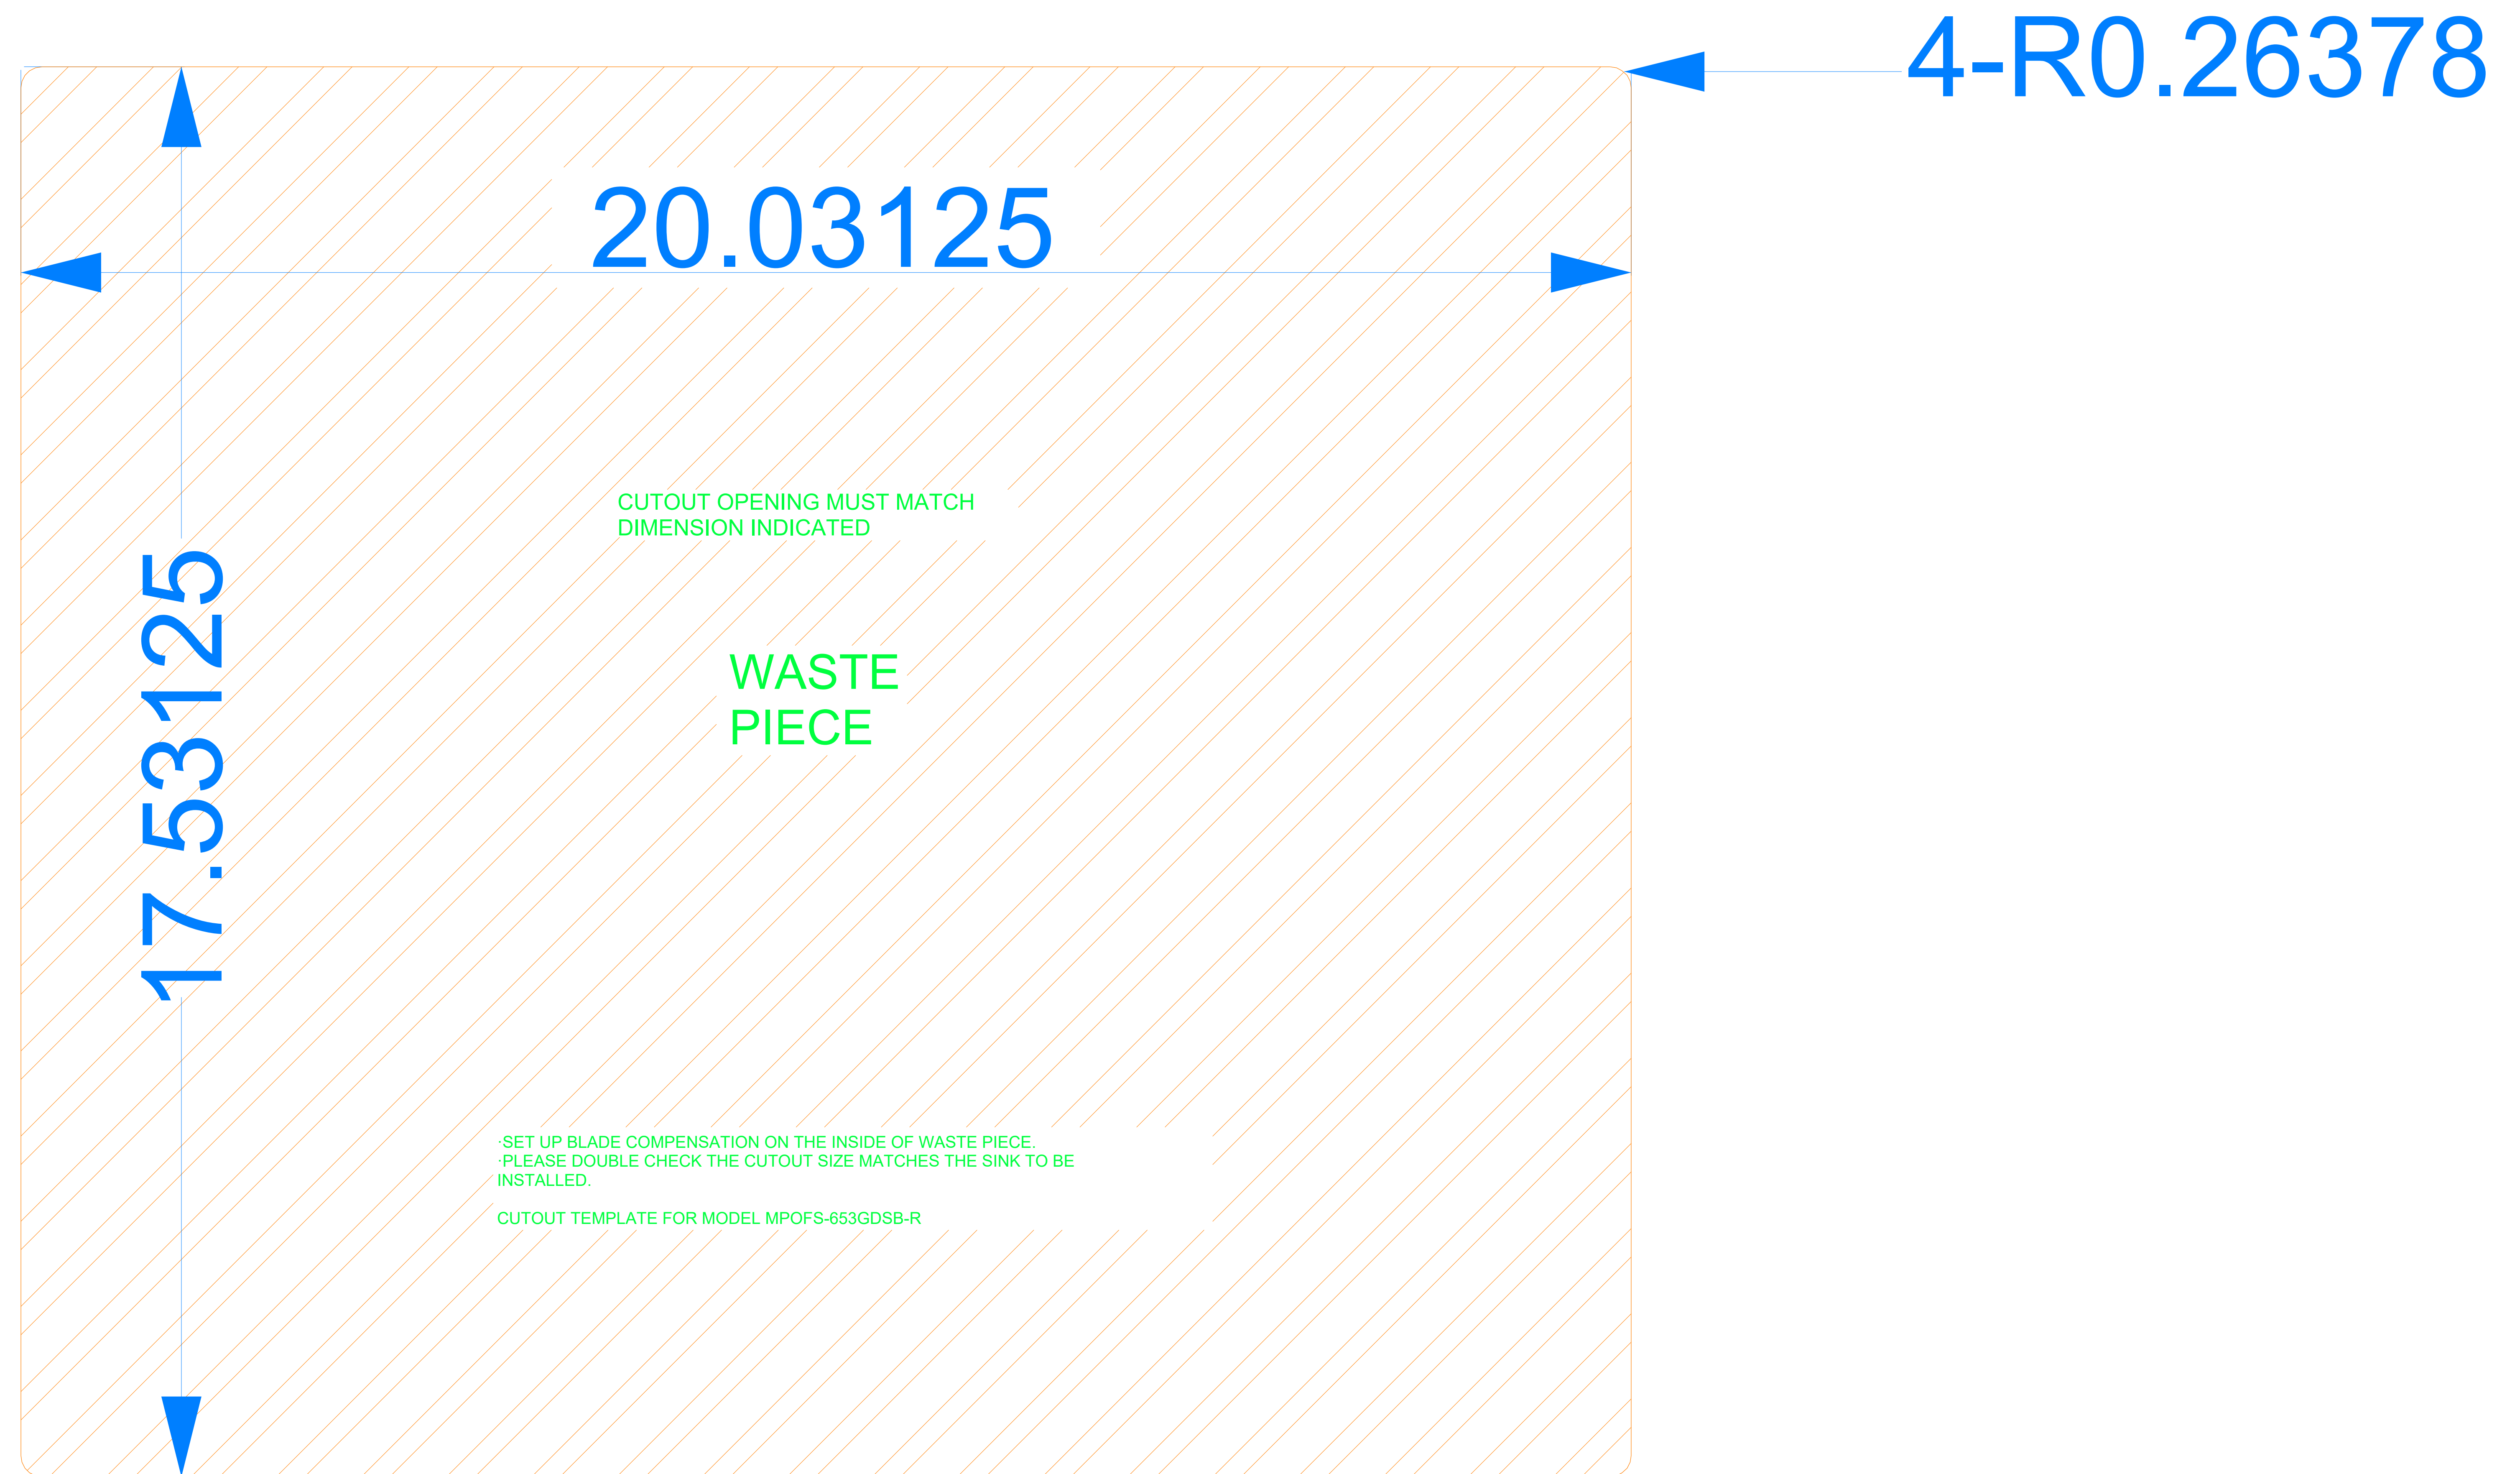 4-R0.26378
20.03125
CUTOUT OPENING MUST MATCH
DIMENSION INDICATED
17.53125
WASTE
PIECE
·SET UP BLADE COMPENSATION ON THE INSIDE OF WASTE PIECE.
·PLEASE DOUBLE CHECK THE CUTOUT SIZE MATCHES THE SINK TO BE
INSTALLED.
CUTOUT TEMPLATE FOR MODEL MPOFS-653GDSB-R